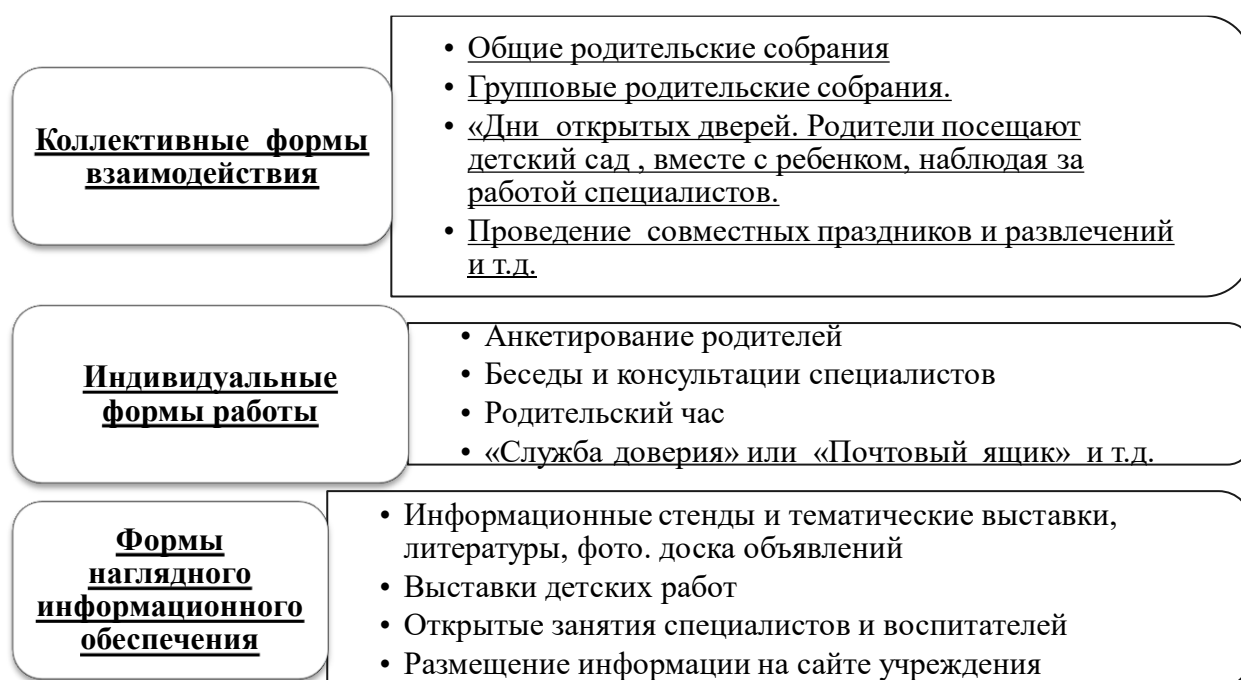 Коллективные формы
взаимодействия
• Общие родительские собрания
• Групповые родительские собрания.
• «Дни открытых дверей. Родители посещают
детский сад , вместе с ребенком, наблюдая за
работой специалистов.
• Проведение совместных праздников и развлечений
и т.д.
Индивидуальные
формы работы
• Анкетирование родителей
• Беседы и консультации специалистов
• Родительский час
• «Служба доверия» или «Почтовый ящик» и т.д.
Формы
наглядного
информационного
обеспечения
• Информационные стенды и тематические выставки,
литературы, фото. доска объявлений
• Выставки детских работ
• Открытые занятия специалистов и воспитателей
• Размещение информации на сайте учреждения